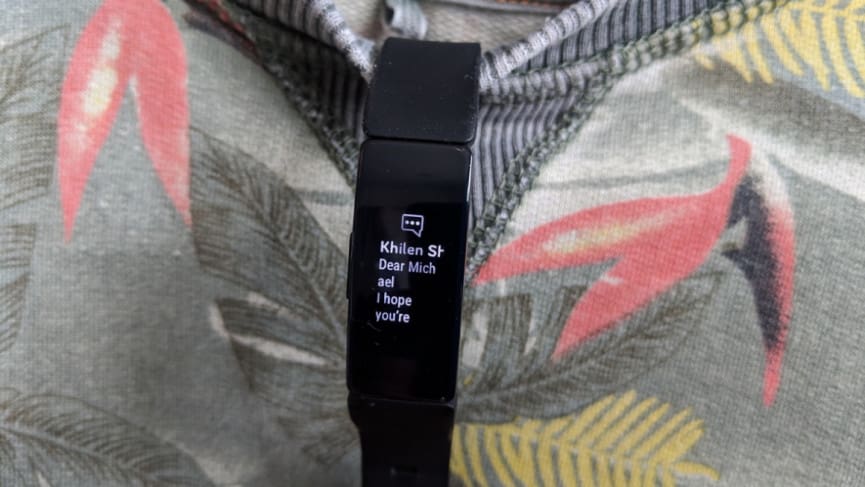 Khilen Sh
Dear Mich
ael
I hope
you're